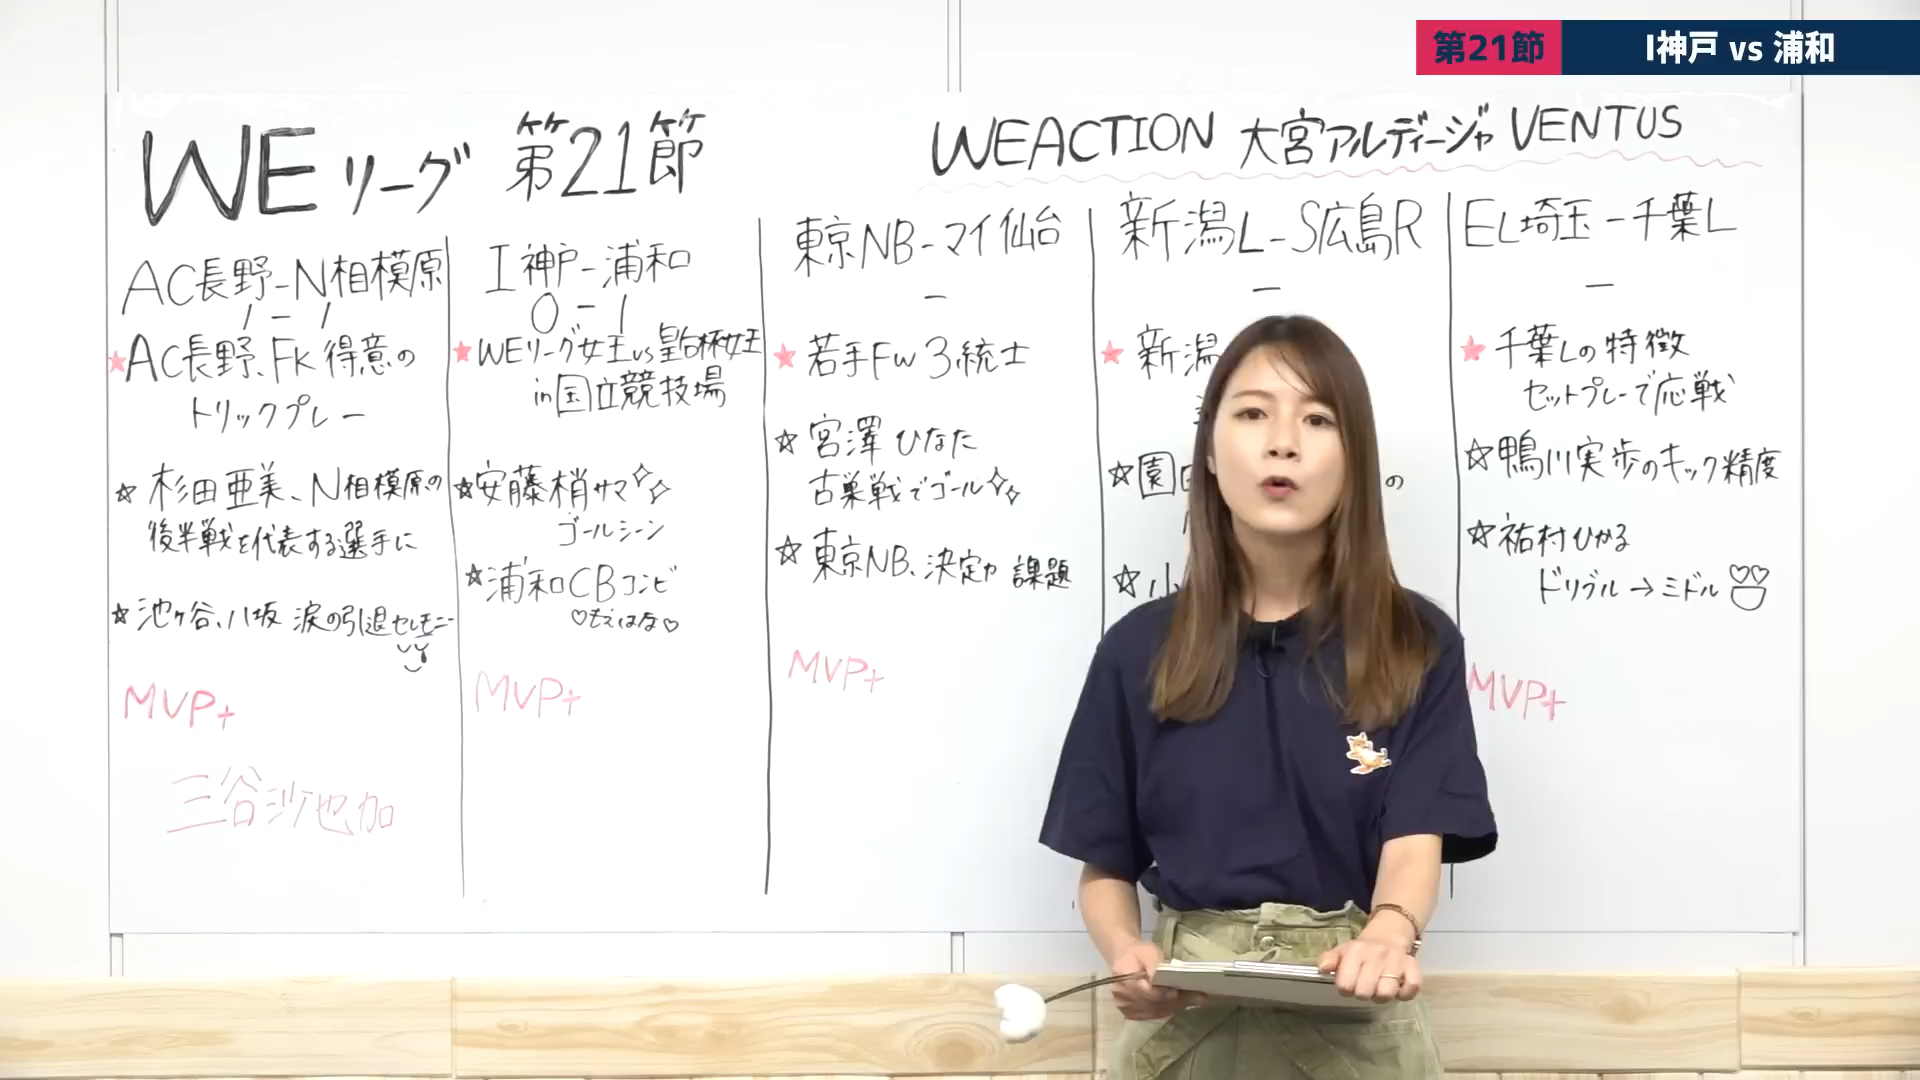 第21節 I神戸 vs 浦和
WEリーグ 第21節
WEACTION 大宮アルディージャ VENTUS
AC長野-N相模原
1-1
★AC長野、FK得意の
トリックプレー
☆杉田亜美、N相模原の
後半戦を代表する選手に
☆池ヶ谷、八坂 涙の引退セレモニー
MVP+
三谷沙也加
I神戸-浦和
0-1
★WEリーグ女王vs皇后杯女王
in国立競技場
☆安藤梢サマ
ゴールシーン
☆浦和CBコンビ
♡もえはな♡
MVP+
東京NB-マイ仙台
-
★若手FW3銃士
☆宮澤ひなた
古巣戦でゴール
☆東京NB、決定力 課題
MVP+
新潟L-S広島R
-
★新潟
☆園
の
☆小
EL埼玉-千葉L
-
★千葉Lの特徴
セットプレーで応戦
☆鴨川実歩のキック精度
☆祐村ひかる
ドリブル→ミドル
MVP+